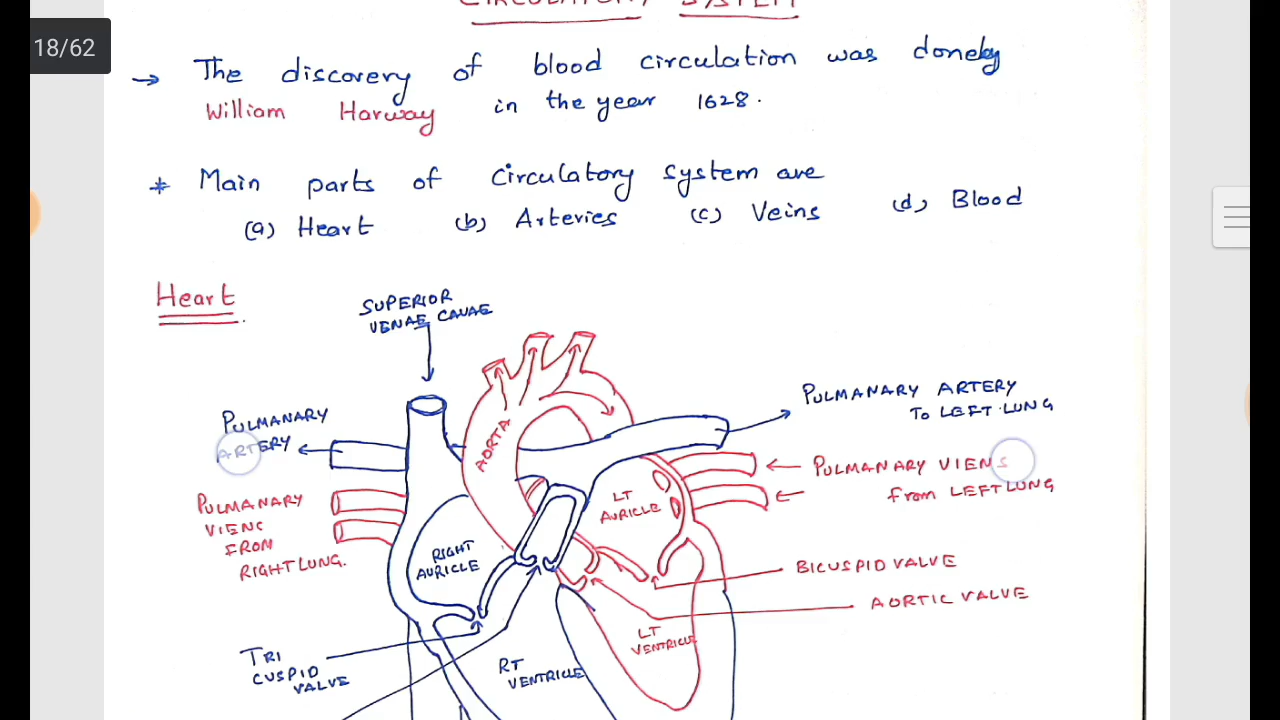 18/62
CIRCULATORY SYSTEM
→ The discovery of blood circulation was done by
William Harway in the year 1628.
* Main parts of circulatory system are
(a) Heart (b) Arteries (c) Veins (d) Blood
Heart
SUPERIOR
VENAE CAVAE
PULMANARY
ARTERY
PULMANARY ARTERY
TO LEFT LUNG
AORTA
PULMANARY VIENS
from LEFT LUNG
PULMANARY
VIENS
FROM
RIGHT LUNG.
LT
AURICLE
RIGHT
AURICLE
BICUSPID VALVE
AORTIC VALVE
LT
VENTRICLE
TRI
CUSPID
VALVE
RT
VENTRICLE